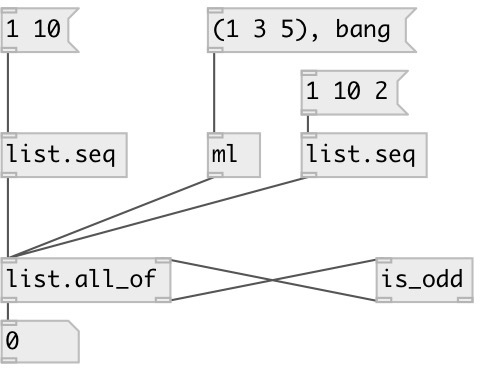 1 10
(1 3 5), bang
1 10 2
list.seq
ml
list.seq
list.all_of
is_odd
0